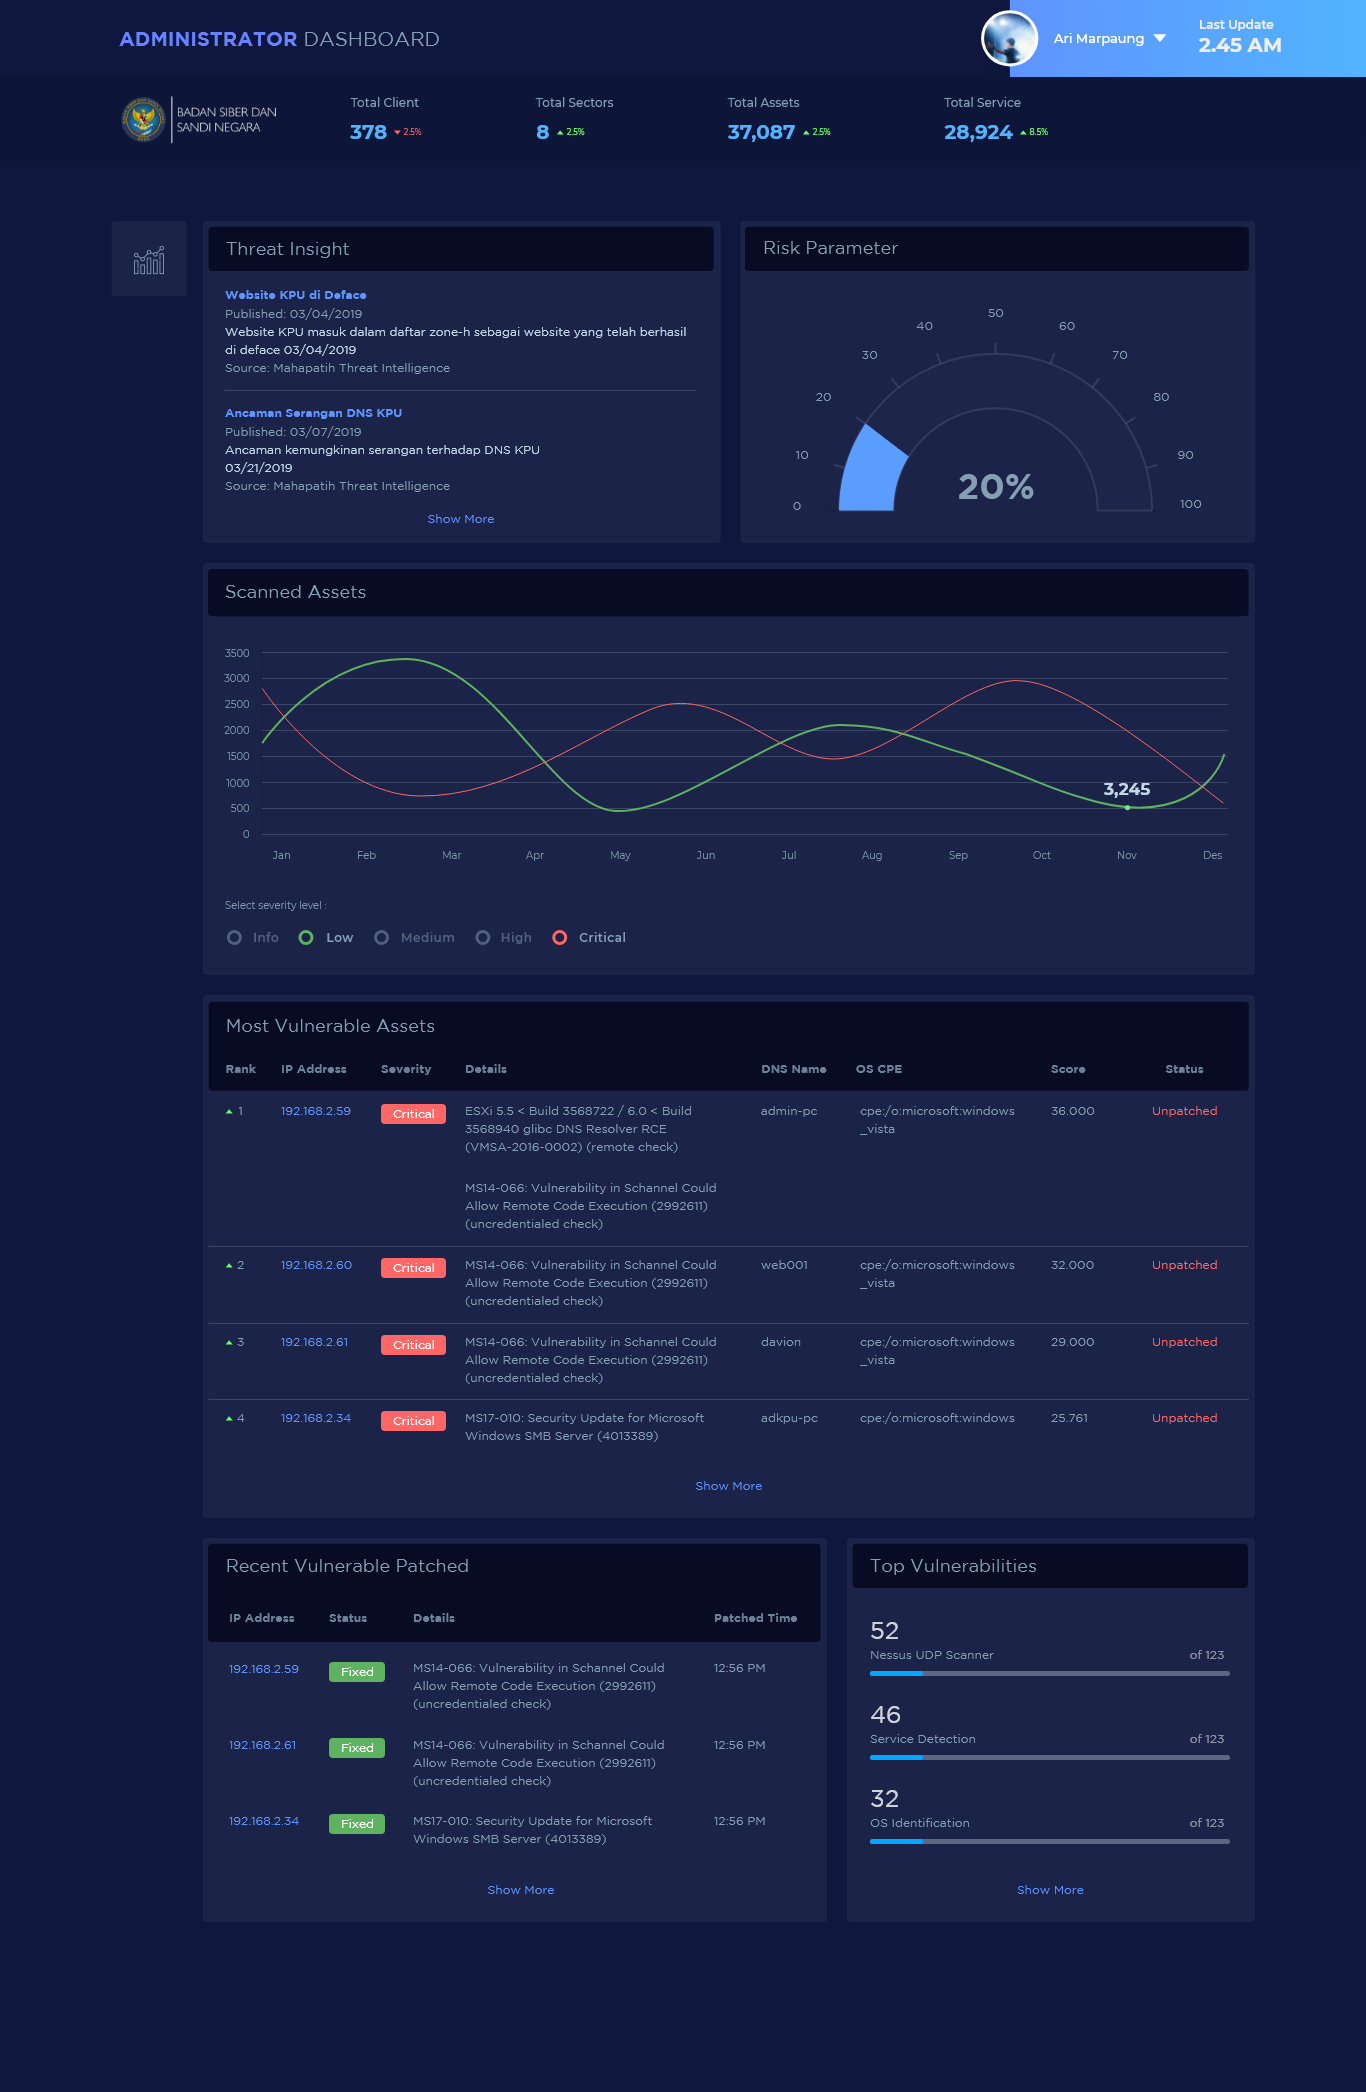 ADMINISTRATOR DASHBOARD
Ari Marpaung
Last Update
2.45 AM
BADAN SIBER DAN
SANDI NEGARA
Total Client
378 2.5%
Total Sectors
8 2.5%
Total Assets
37,087 2.5%
Total Service
28,924 8.5%
Threat Insight
Website KPU di Deface
Published: 03/04/2019
Website KPU masuk dalam daftar zone-h sebagai website yang telah berhasil
di deface 03/04/2019
Source: Mahapatih Threat Intelligence
Ancaman Serangan DNS KPU
Published: 03/07/2019
Ancaman kemungkinan serangan terhadap DNS KPU
03/21/2019
Source: Mahapatih Threat Intelligence
Show More
Risk Parameter
0
10
20
30
40
50
60
70
80
90
100
20%
Scanned Assets
3500
3000
2500
2000
1500
1000
500
0
3,245
Jan Feb Mar Apr May Jun Jul Aug Sep Oct Nov Des
Select severity level :
Info Low Medium High Critical
Most Vulnerable Assets
Rank IP Address Severity Details DNS Name OS CPE Score Status
1 192.168.2.59 Critical ESXi 5.5 < Build 3568722 / 6.0 < Build admin-pc cpe:/o:microsoft:windows 36.000 Unpatched
3568940 glibc DNS Resolver RCE _vista
(VMSA-2016-0002) (remote check)
MS14-066: Vulnerability in Schannel Could
Allow Remote Code Execution (2992611)
(uncredentialed check)
2 192.168.2.60 Critical MS14-066: Vulnerability in Schannel Could web001 cpe:/o:microsoft:windows 32.000 Unpatched
Allow Remote Code Execution (2992611) _vista
(uncredentialed check)
3 192.168.2.61 Critical MS14-066: Vulnerability in Schannel Could davion cpe:/o:microsoft:windows 29.000 Unpatched
Allow Remote Code Execution (2992611) _vista
(uncredentialed check)
4 192.168.2.34 Critical MS17-010: Security Update for Microsoft adkpu-pc cpe:/o:microsoft:windows 25.761 Unpatched
Windows SMB Server (4013389)
Show More
Recent Vulnerable Patched
IP Address Status Details Patched Time
192.168.2.59 Fixed MS14-066: Vulnerability in Schannel Could 12:56 PM
Allow Remote Code Execution (2992611)
(uncredentialed check)
192.168.2.61 Fixed MS14-066: Vulnerability in Schannel Could 12:56 PM
Allow Remote Code Execution (2992611)
(uncredentialed check)
192.168.2.34 Fixed MS17-010: Security Update for Microsoft 12:56 PM
Windows SMB Server (4013389)
Show More
Top Vulnerabilities
52
Nessus UDP Scanner of 123
46
Service Detection of 123
32
OS Identification of 123
Show More